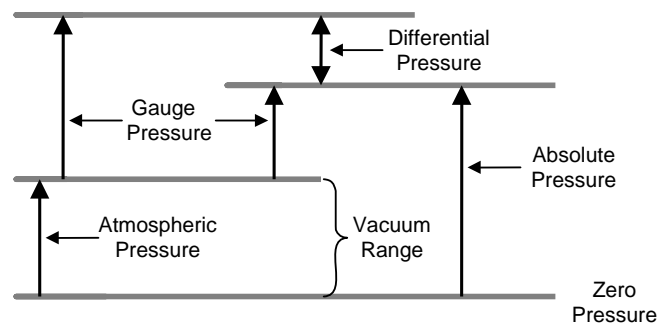 Differential
Pressure
Gauge
Pressure
Absolute
Pressure
Atmospheric
Pressure
Vacuum
Range
Zero
Pressure